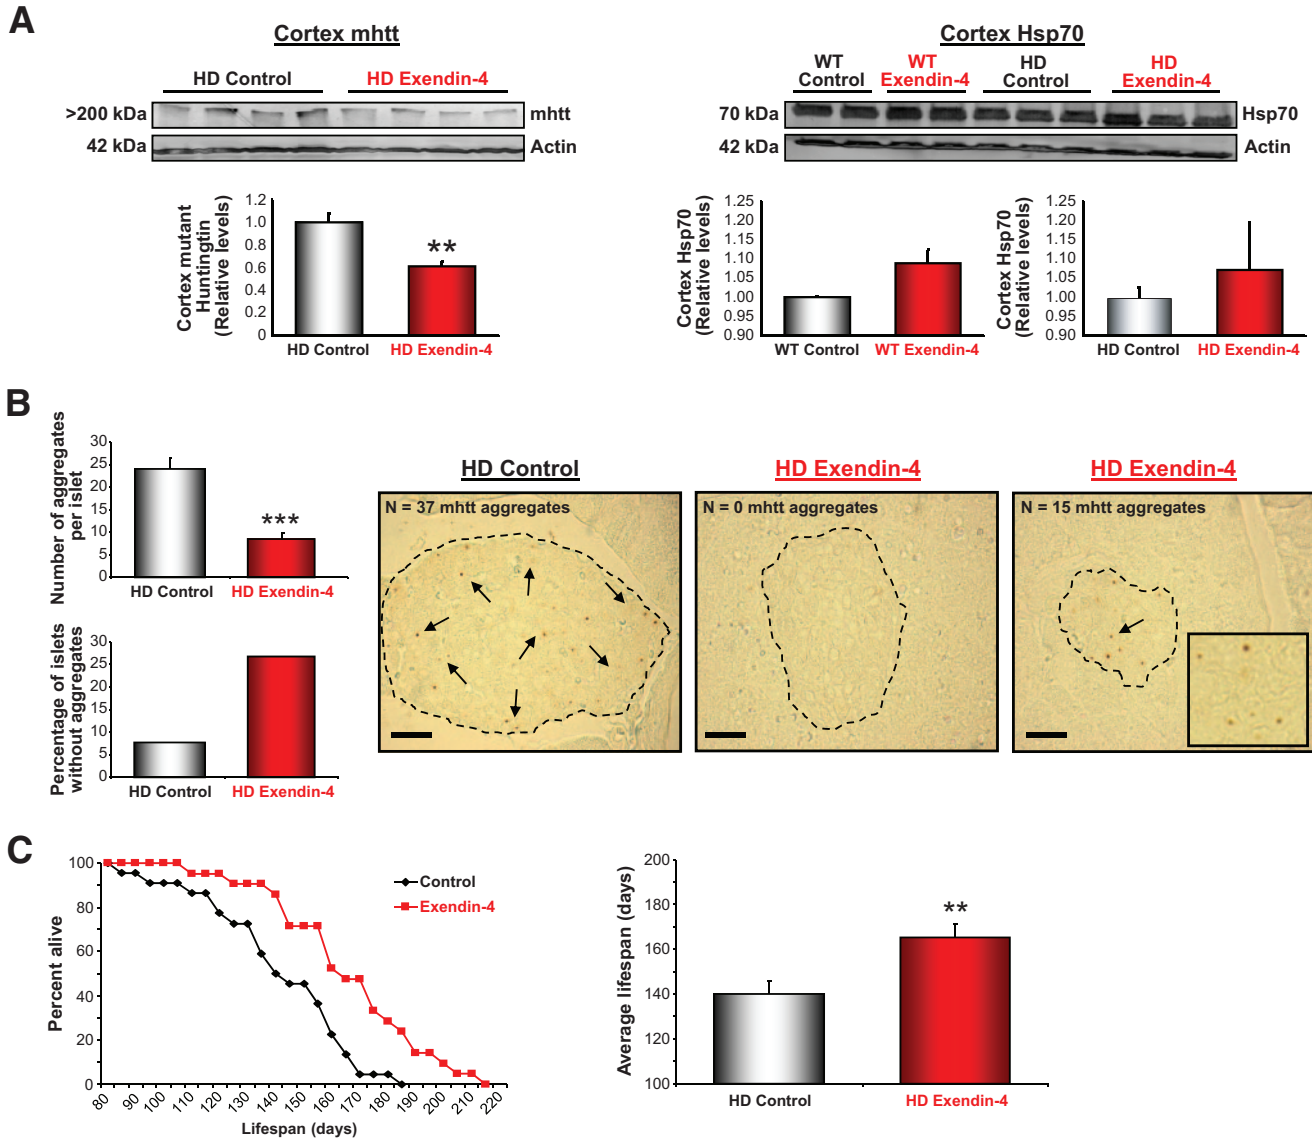 A
Cortex mhtt
HD Control
HD Exendin-4
>200 kDa
mhtt
42 kDa
Actin
Cortex mutant
Huntingtin
(Relative levels)
1.2
1.0
0.8
0.6
0.4
0.2
0
**
HD Control
HD Exendin-4
Cortex Hsp70
WT
Control
WT
Exendin-4
HD
Control
HD
Exendin-4
70 kDa
Hsp70
42 kDa
Actin
Cortex Hsp70
(Relative levels)
1.25
1.20
1.15
1.10
1.05
1.00
0.95
0.90
WT Control
WT Exendin-4
Cortex Hsp70
(Relative levels)
1.25
1.20
1.15
1.10
1.05
1.00
0.95
0.90
HD Control
HD Exendin-4
B
Number of aggregates
per islet
30
25
20
15
10
5
0
***
HD Control
HD Exendin-4
Percentage of islets
without aggregates
30
25
20
15
10
5
0
HD Control
HD Exendin-4
HD Control
N = 37 mhtt aggregates
HD Exendin-4
N = 0 mhtt aggregates
HD Exendin-4
N = 15 mhtt aggregates
C
Percent alive
100
80
60
40
20
0
Control
Exendin-4
80 90 100 110 120 130 140 150 160 170 180 190 200 210 220
Lifespan (days)
Average lifespan (days)
200
180
160
140
120
100
**
HD Control
HD Exendin-4